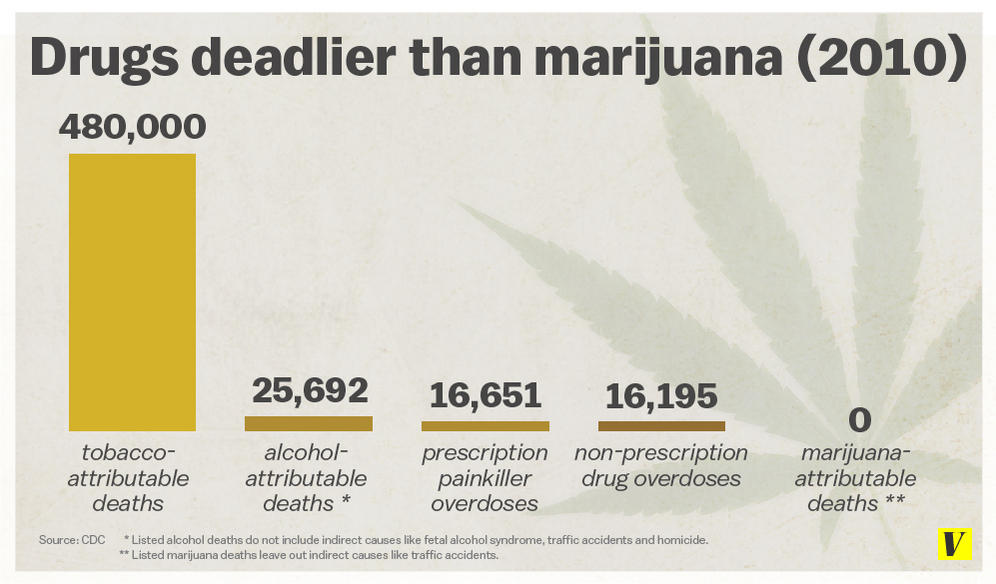 Drugs deadlier than marijuana (2010)
480,000
25,692
16,651
16,195
0
tobacco-
attributable
deaths
alcohol-
attributable
deaths *
prescription
painkiller
overdoses
non-prescription
drug overdoses
marijuana-
attributable
deaths **
Source: CDC
* Listed alcohol deaths do not include indirect causes like fetal alcohol syndrome, traffic accidents and homicide.
** Listed marijuana deaths leave out indirect causes like traffic accidents.
V